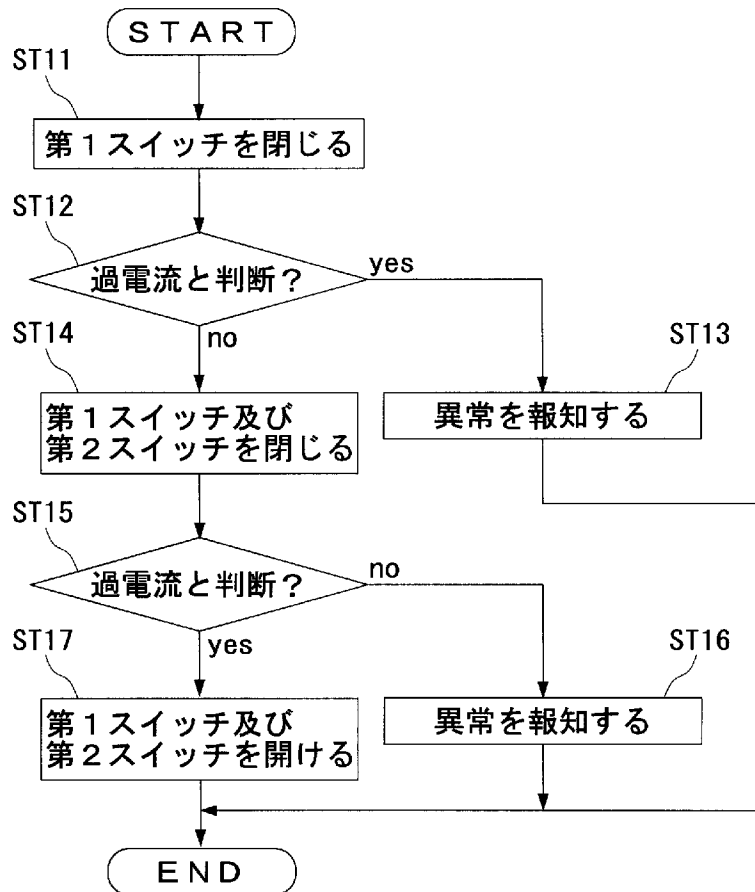 START
ST11
第1スイッチを閉じる
ST12
過電流と判断?
yes
no
ST14
ST13
第1スイッチ及び
第2スイッチを閉じる
異常を報知する
ST15
過電流と判断?
no
yes
ST17
ST16
第1スイッチ及び
第2スイッチを開ける
異常を報知する
END